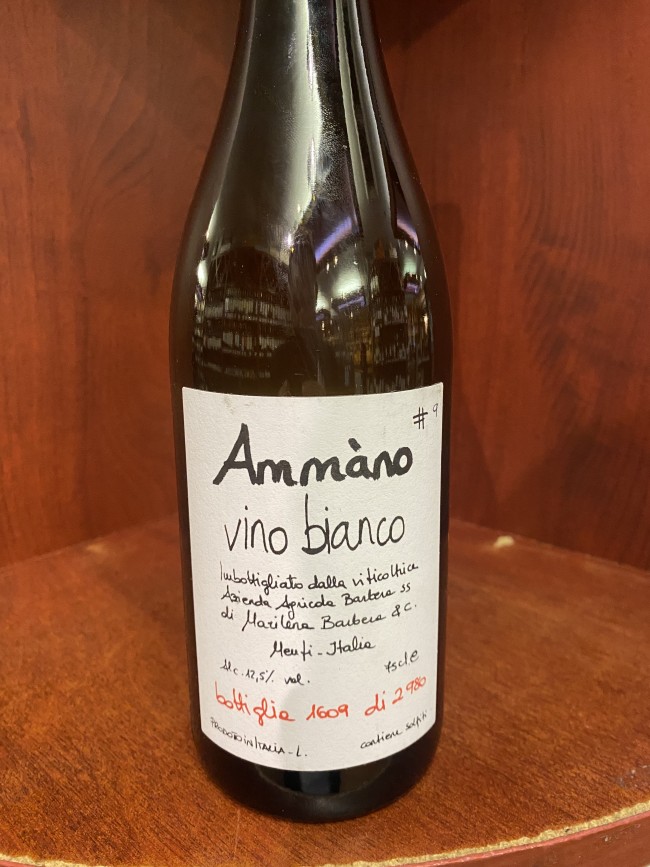 # 9
Ammàno
vino bianco
Imbottigliato dalla viticoltrice
Azienda Agricola Barbera ss
di Marilena Barbera & C.
Menfi - Italia
Alc. 12,5% vol. 75cl e
bottiglia 1609 di 2980
PRODOTTO IN ITALIA - L. contiene solfiti